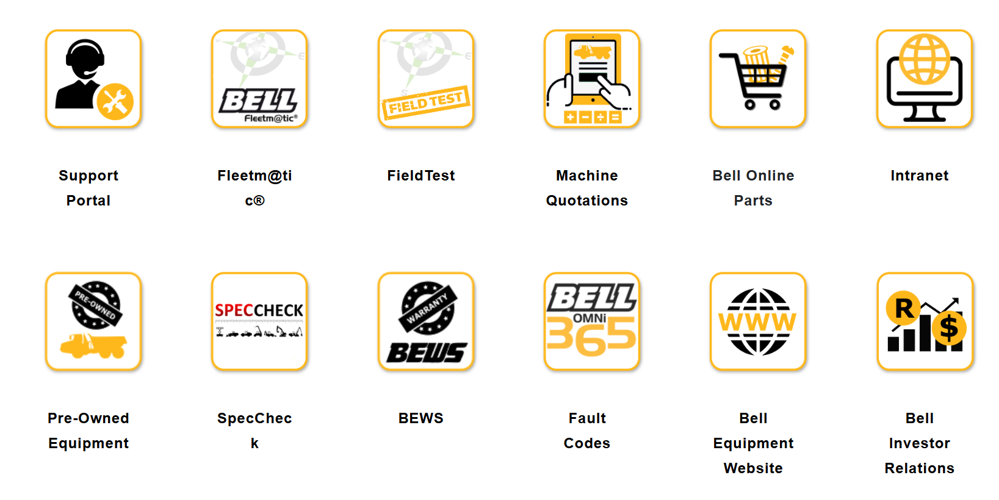 W
E
BELL
Fleetm@tic®
W
E
S
FIELD TEST
+ − ÷ =
Support
Portal
Fleetm@ti
c®
FieldTest
Machine
Quotations
Bell Online
Parts
Intranet
PRE-OWNED
SPECCHECK
WARRANTY
BEWS
BELL
OMNi
365
WWW
R
$
Pre-Owned
Equipment
SpecChec
k
BEWS
Fault
Codes
Bell
Equipment
Website
Bell
Investor
Relations